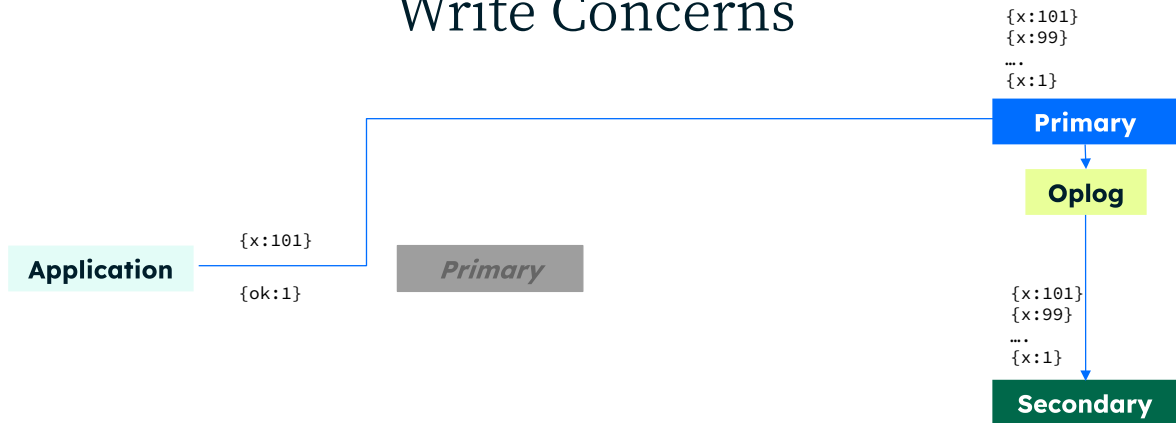 Write Concerns
{x:101}
{x:99}
….
{x:1}
Primary
Oplog
{x:101}
Application
Primary
{ok:1}
{x:101}
{x:99}
….
{x:1}
Secondary